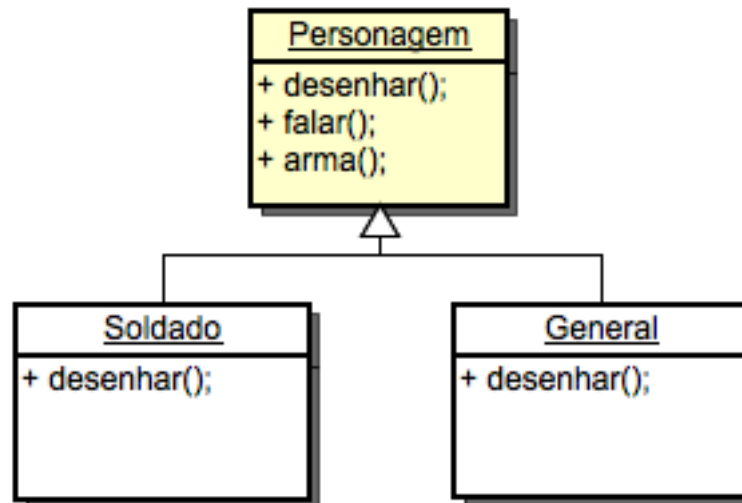 Personagem
+ desenhar();
+ falar();
+ arma();
Soldado
+ desenhar();
General
+ desenhar();